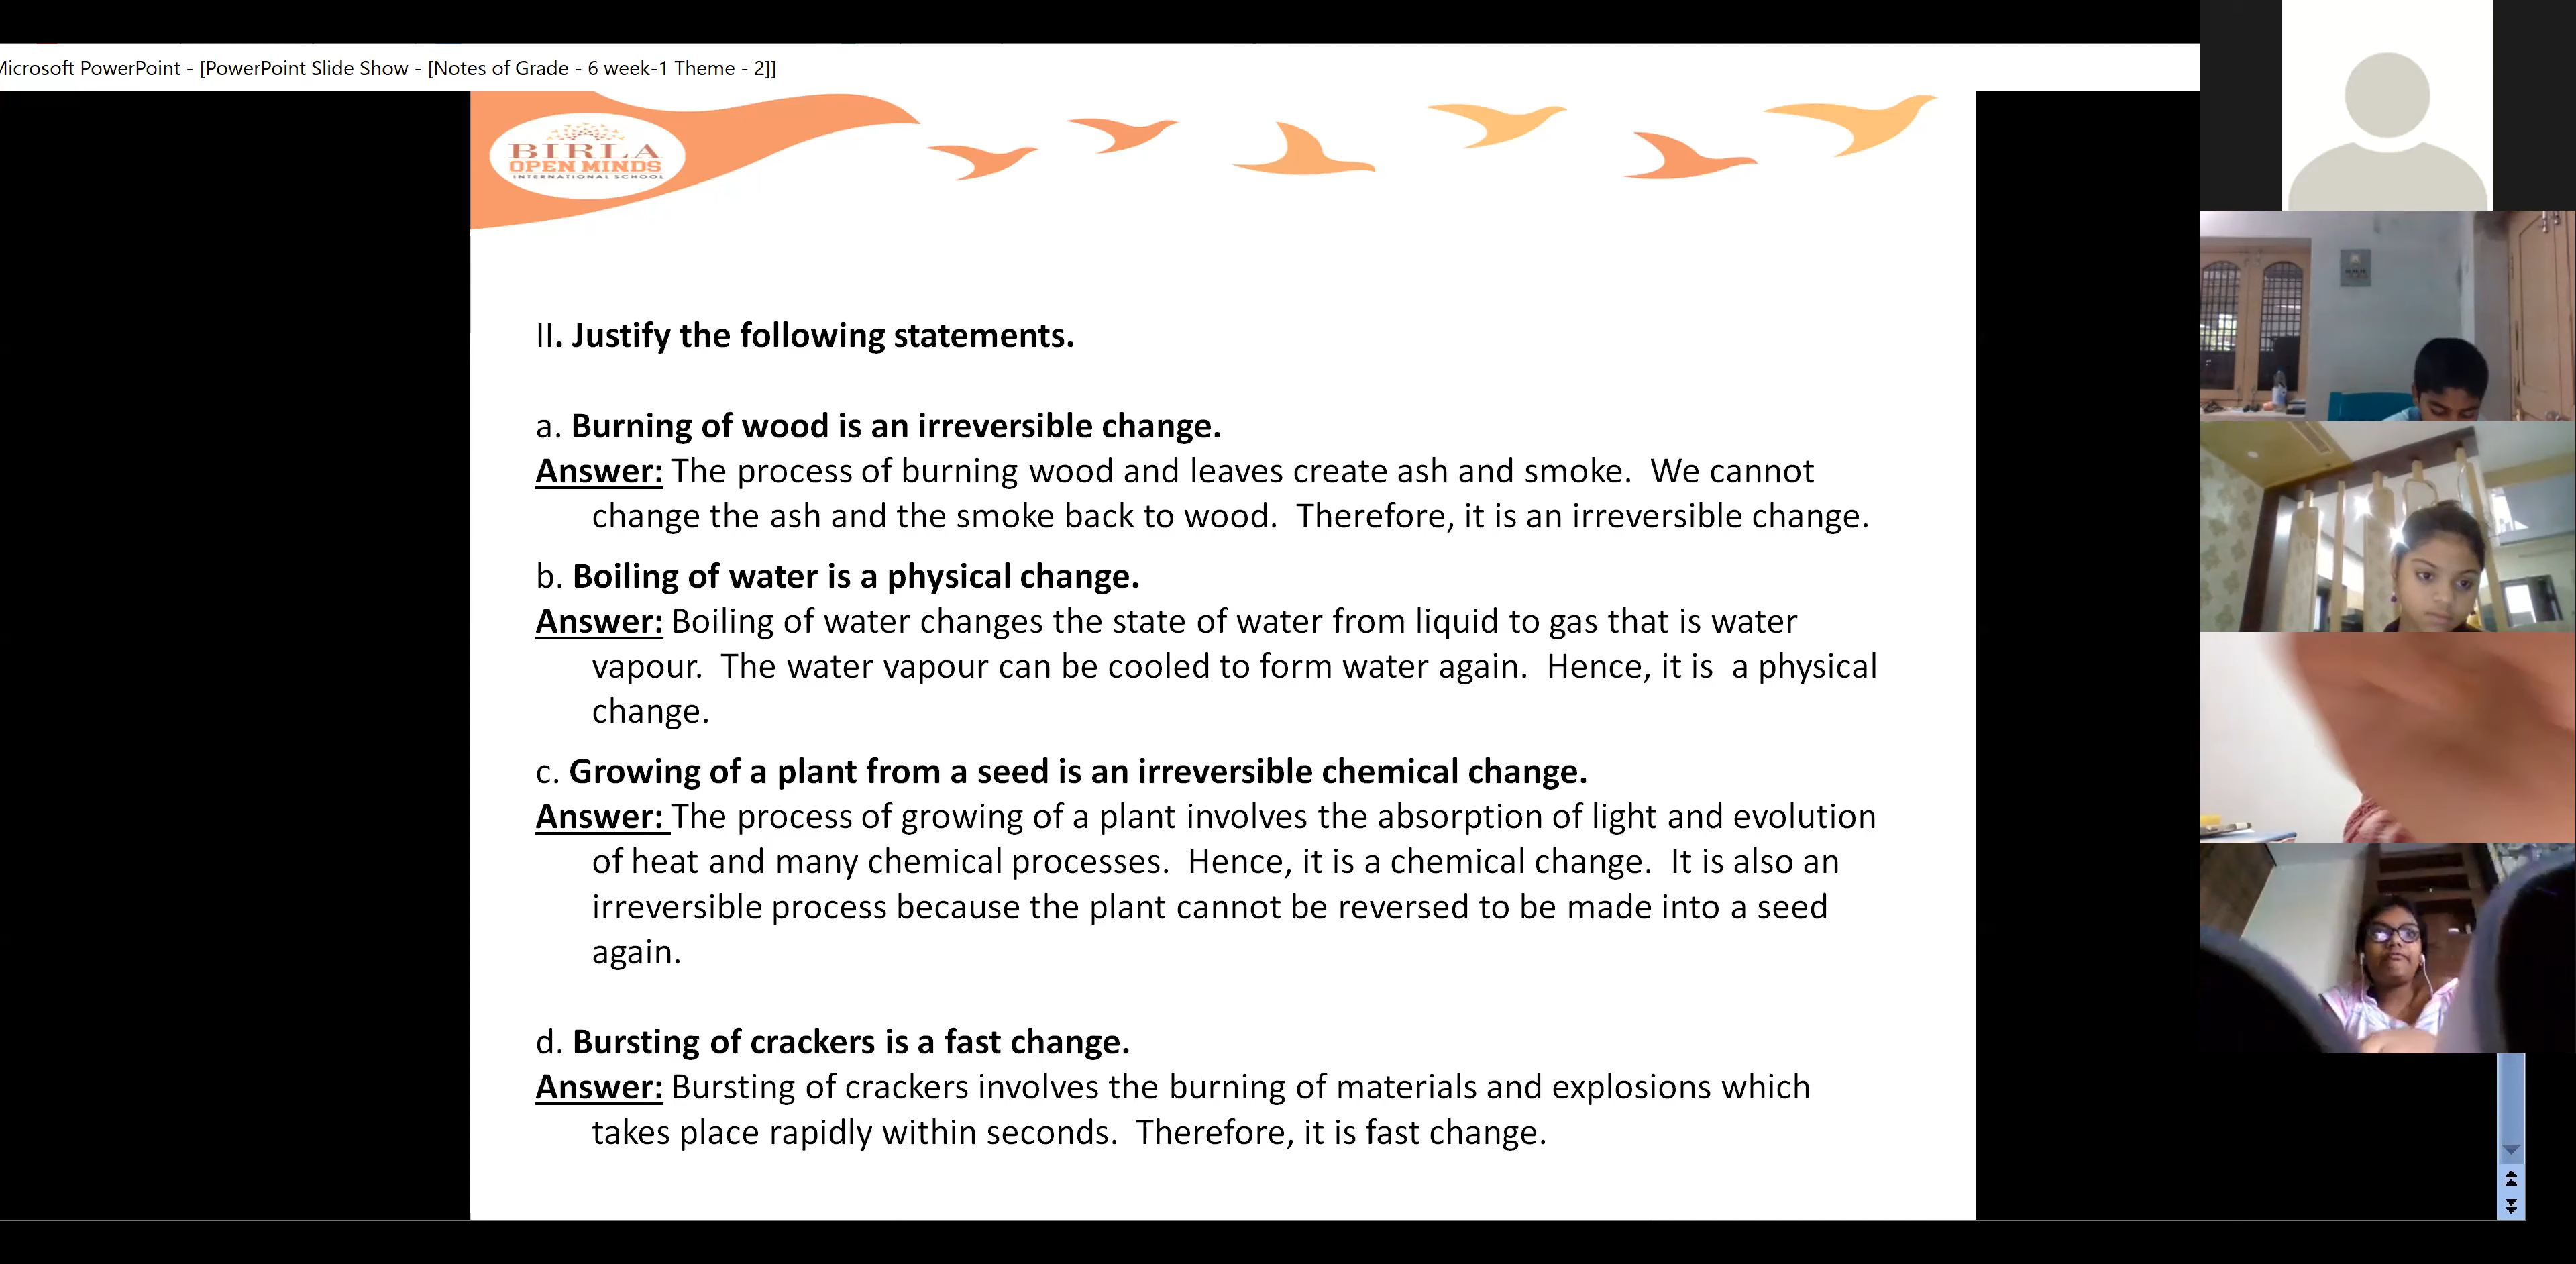 Microsoft PowerPoint - [PowerPoint Slide Show - [Notes of Grade - 6 week-1 Theme - 2]]
BIRLA
OPEN MINDS
INTERNATIONAL SCHOOL
II. Justify the following statements.
a. Burning of wood is an irreversible change.
Answer: The process of burning wood and leaves create ash and smoke.  We cannot
change the ash and the smoke back to wood.  Therefore, it is an irreversible change.
b. Boiling of water is a physical change.
Answer: Boiling of water changes the state of water from liquid to gas that is water
vapour.  The water vapour can be cooled to form water again.  Hence, it is  a physical
change.
c. Growing of a plant from a seed is an irreversible chemical change.
Answer: The process of growing of a plant involves the absorption of light and evolution
of heat and many chemical processes.  Hence, it is a chemical change.  It is also an
irreversible process because the plant cannot be reversed to be made into a seed
again.
d. Bursting of crackers is a fast change.
Answer: Bursting of crackers involves the burning of materials and explosions which
takes place rapidly within seconds.  Therefore, it is fast change.